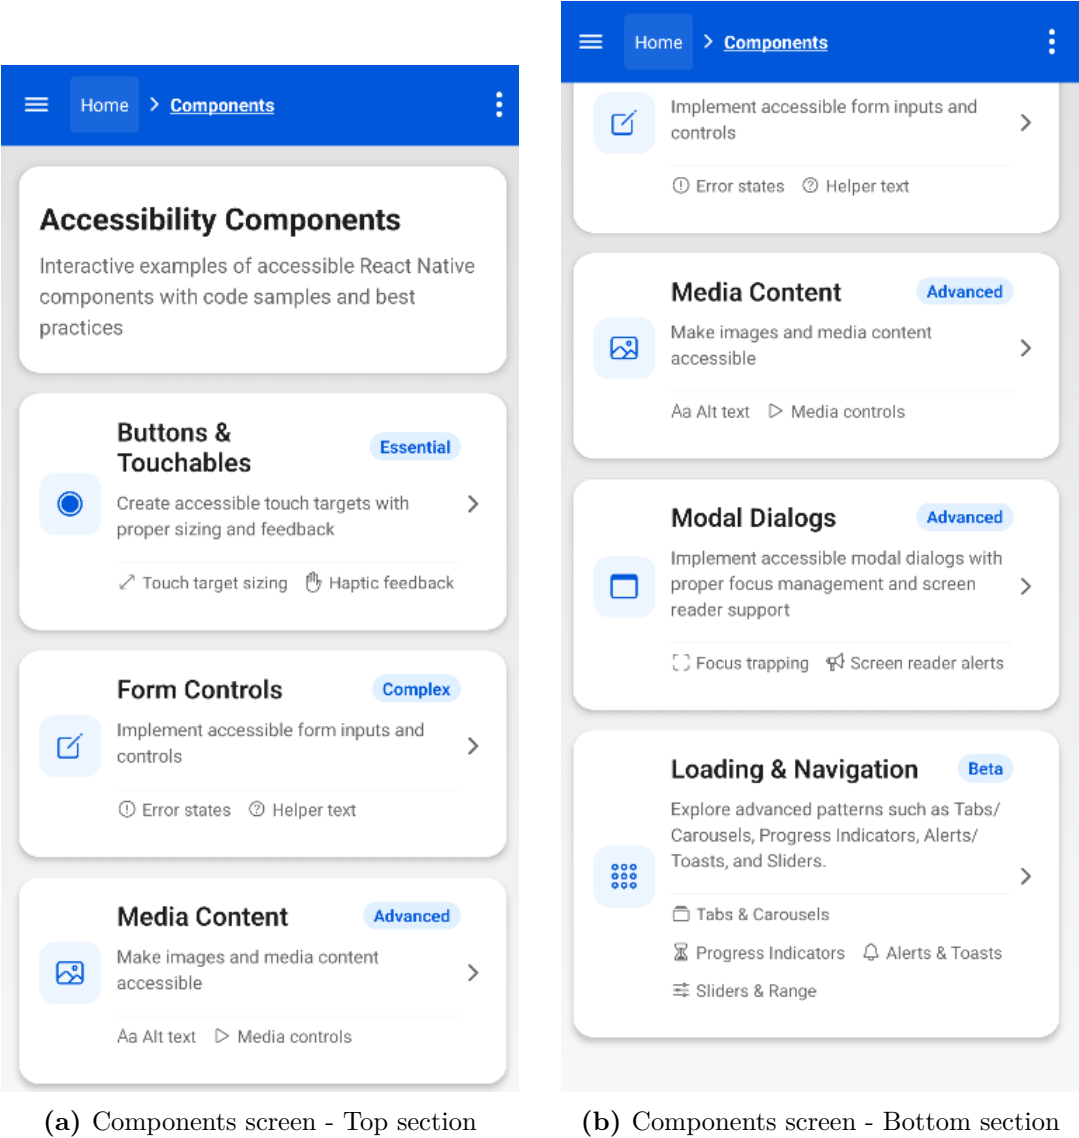 Home > Components
Accessibility Components
Interactive examples of accessible React Native
components with code samples and best
practices
Buttons &
Touchables
Essential
Create accessible touch targets with
proper sizing and feedback
Touch target sizing Haptic feedback
Form Controls Complex
Implement accessible form inputs and
controls
Error states Helper text
Media Content Advanced
Make images and media content
accessible
Aa Alt text Media controls
(a) Components screen - Top section
Home > Components
Implement accessible form inputs and
controls
Error states Helper text
Media Content Advanced
Make images and media content
accessible
Aa Alt text Media controls
Modal Dialogs Advanced
Implement accessible modal dialogs with
proper focus management and screen
reader support
Focus trapping Screen reader alerts
Loading & Navigation Beta
Explore advanced patterns such as Tabs/
Carousels, Progress Indicators, Alerts/
Toasts, and Sliders.
Tabs & Carousels
Progress Indicators Alerts & Toasts
Sliders & Range
(b) Components screen - Bottom section